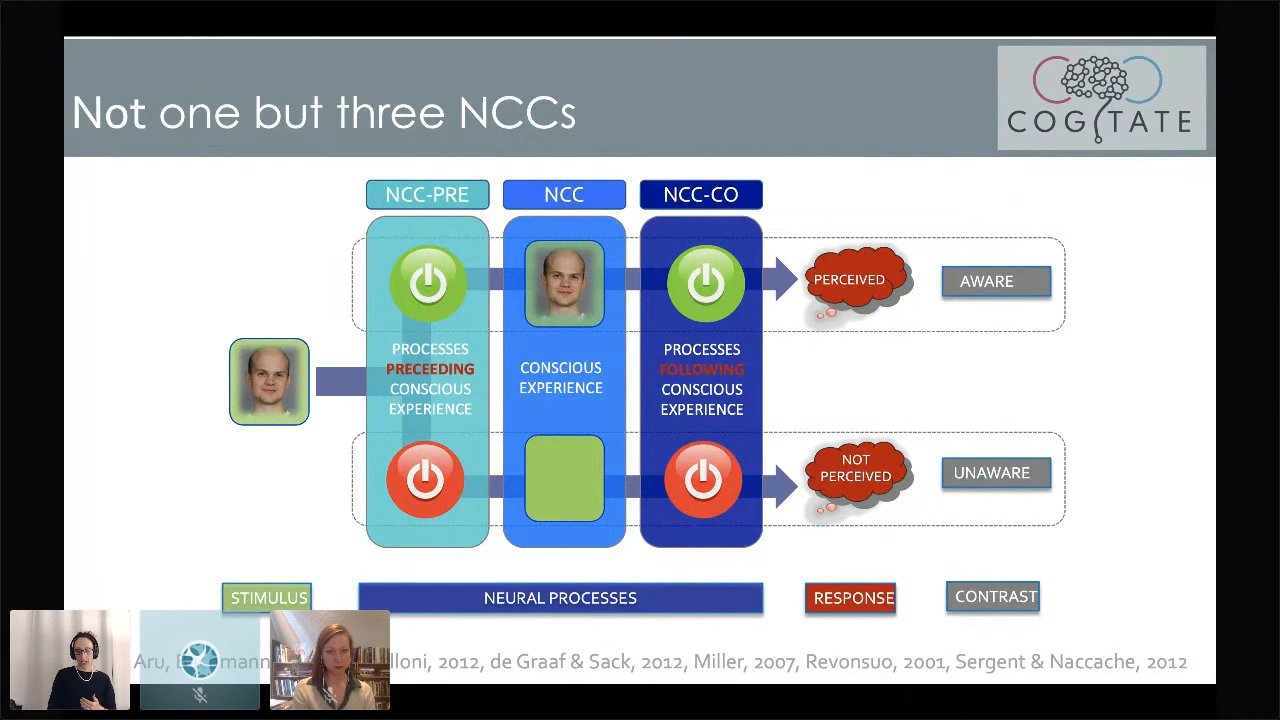 Not one but three NCCs
COGITATE
NCC-PRE
NCC
NCC-CO
PERCEIVED
AWARE
PROCESSES
PRECEEDING
CONSCIOUS
EXPERIENCE
CONSCIOUS
EXPERIENCE
PROCESSES
FOLLOWING
CONSCIOUS
EXPERIENCE
NOT
PERCEIVED
UNAWARE
STIMULUS
NEURAL PROCESSES
RESPONSE
CONTRAST
Aru, 2012, de Graaf & Sack, 2012, Miller, 2007, Revonsuo, 2001, Sergent & Naccache, 2012